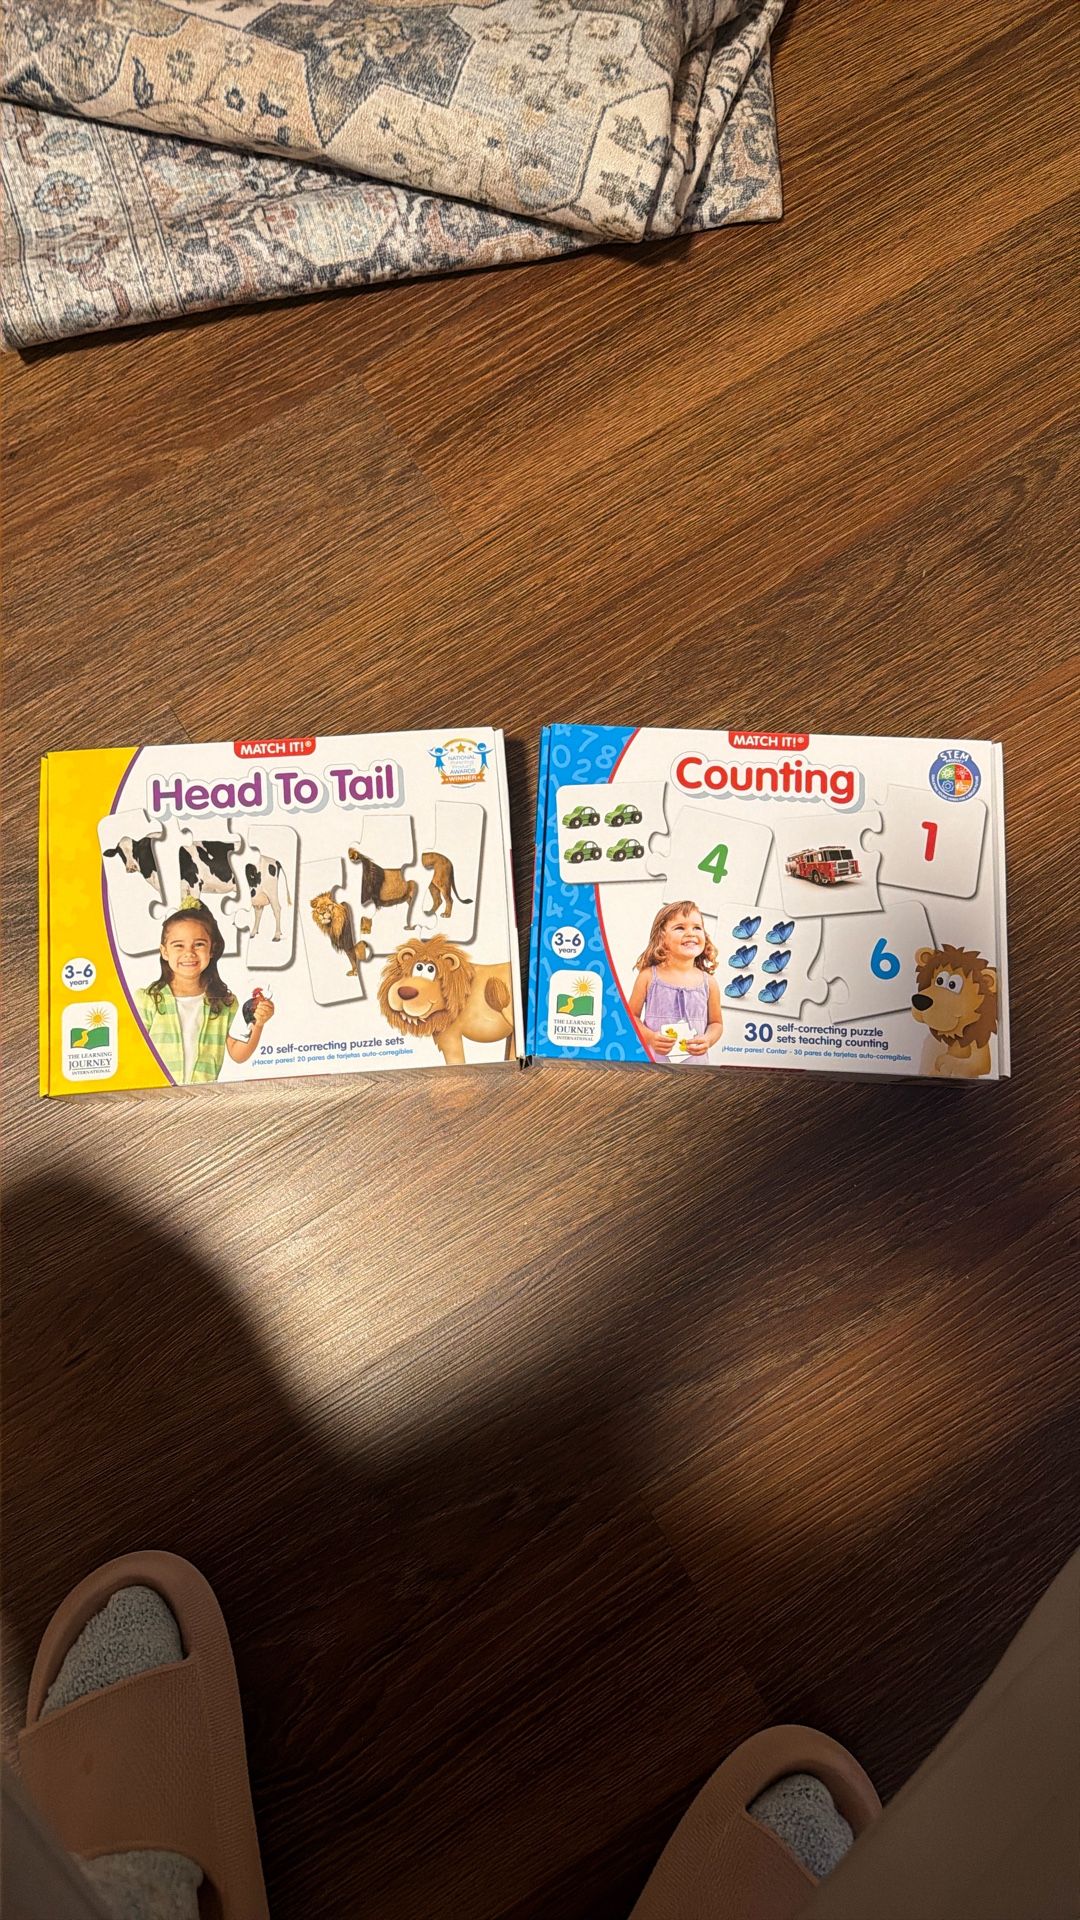 MATCH IT!®
Head To Tail
NATIONAL
Parenting Product
AWARDS
WINNER
3-6
years
THE LEARNING
JOURNEY
INTERNATIONAL
20 self-correcting puzzle sets
¡Hacer pares! 20 pares de tarjetas auto-corregibles
MATCH IT!®
Counting
STEM
4
1
6
3-6
years
THE LEARNING
JOURNEY
INTERNATIONAL
30 self-correcting puzzle
sets teaching counting
¡Hacer pares! Contar - 30 pares de tarjetas auto-corregibles